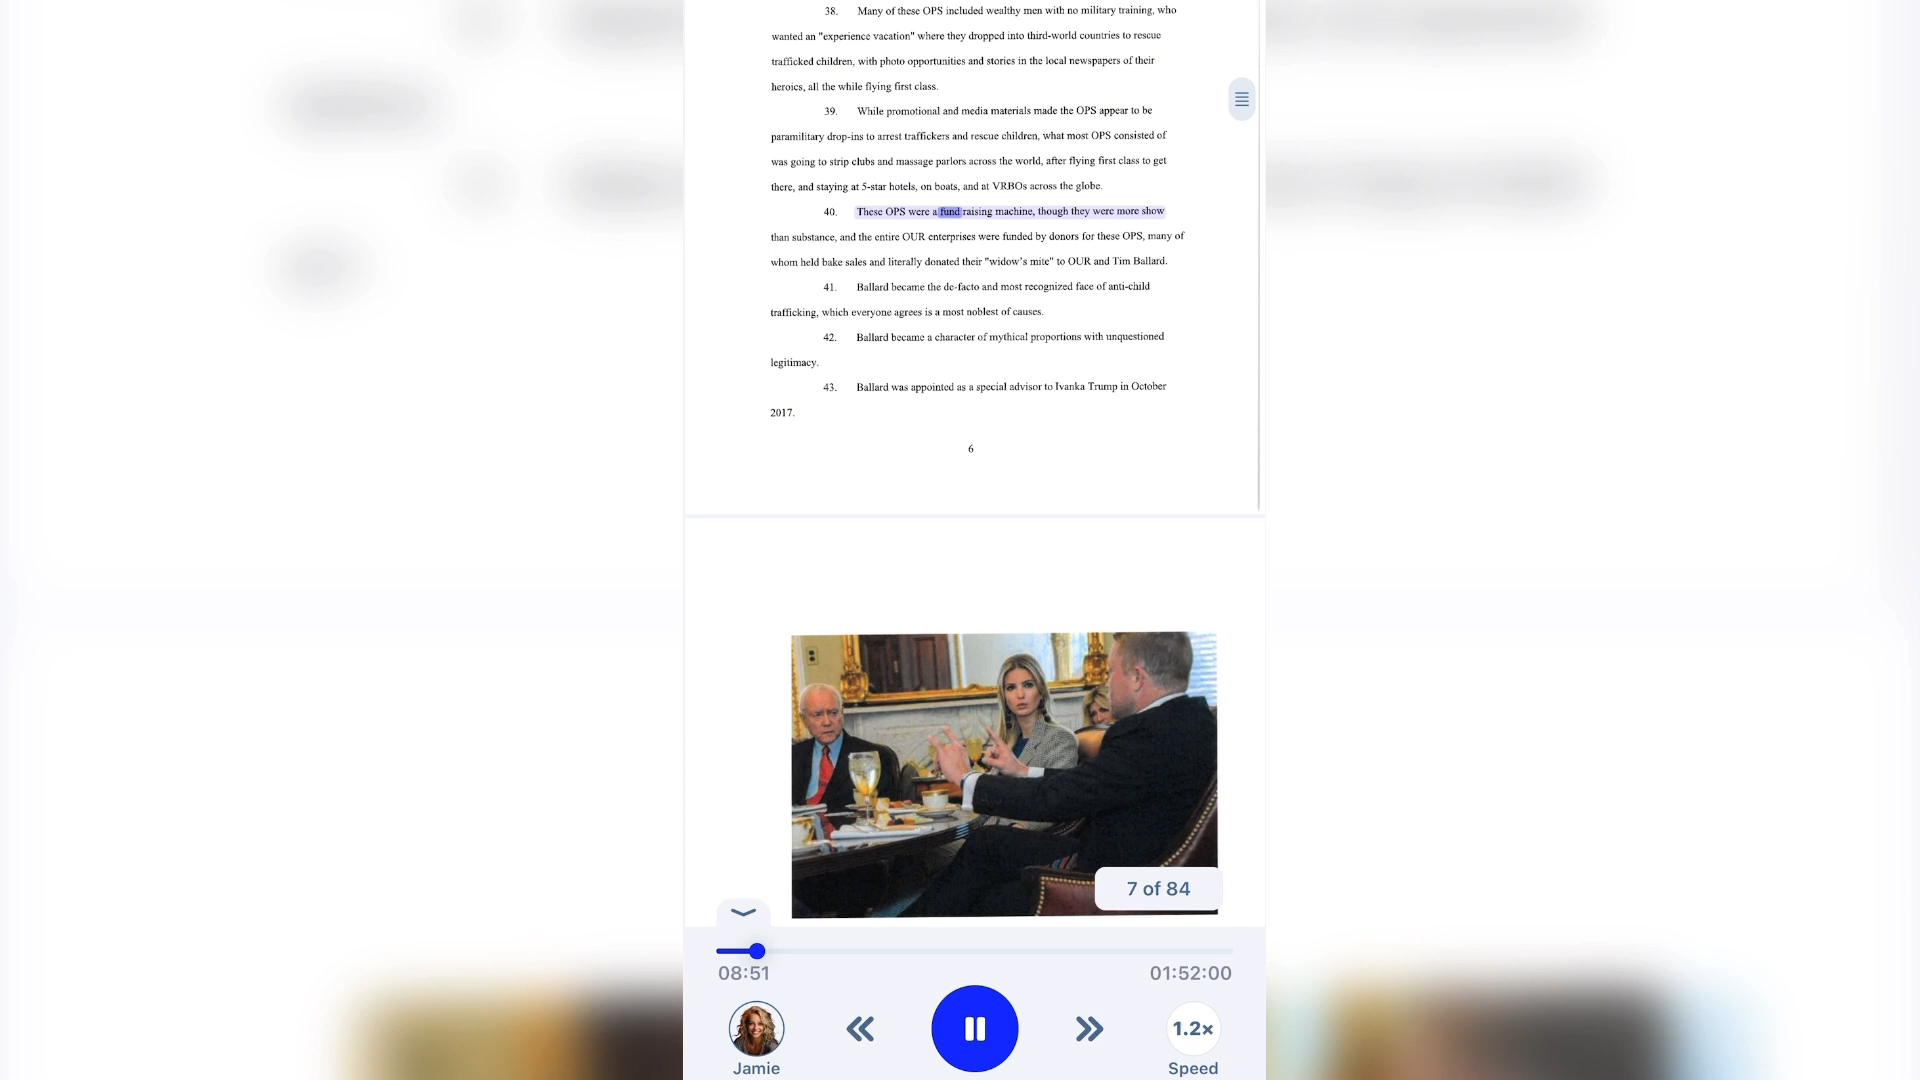 38. Many of these OPS included wealthy men with no military training, who
wanted an "experience vacation" where they dropped into third-world countries to rescue
trafficked children, with photo opportunities and stories in the local newspapers of their
heroics, all the while flying first class.
39. While promotional and media materials made the OPS appear to be
paramilitary drop-ins to arrest traffickers and rescue children, what most OPS consisted of
was going to strip clubs and massage parlors across the world, after flying first class to get
there, and staying at 5-star hotels, on boats, and at VRBOs across the globe.
40. These OPS were a fund raising machine, though they were more show
than substance, and the entire OUR enterprises were funded by donors for these OPS, many of
whom held bake sales and literally donated their "widow's mite" to OUR and Tim Ballard.
41. Ballard became the de-facto and most recognized face of anti-child
trafficking, which everyone agrees is a most noblest of causes.
42. Ballard became a character of mythical proportions with unquestioned
legitimacy.
43. Ballard was appointed as a special advisor to Ivanka Trump in October
2017.
6
7 of 84
08:51
01:52:00
1.2×
Jamie
Speed